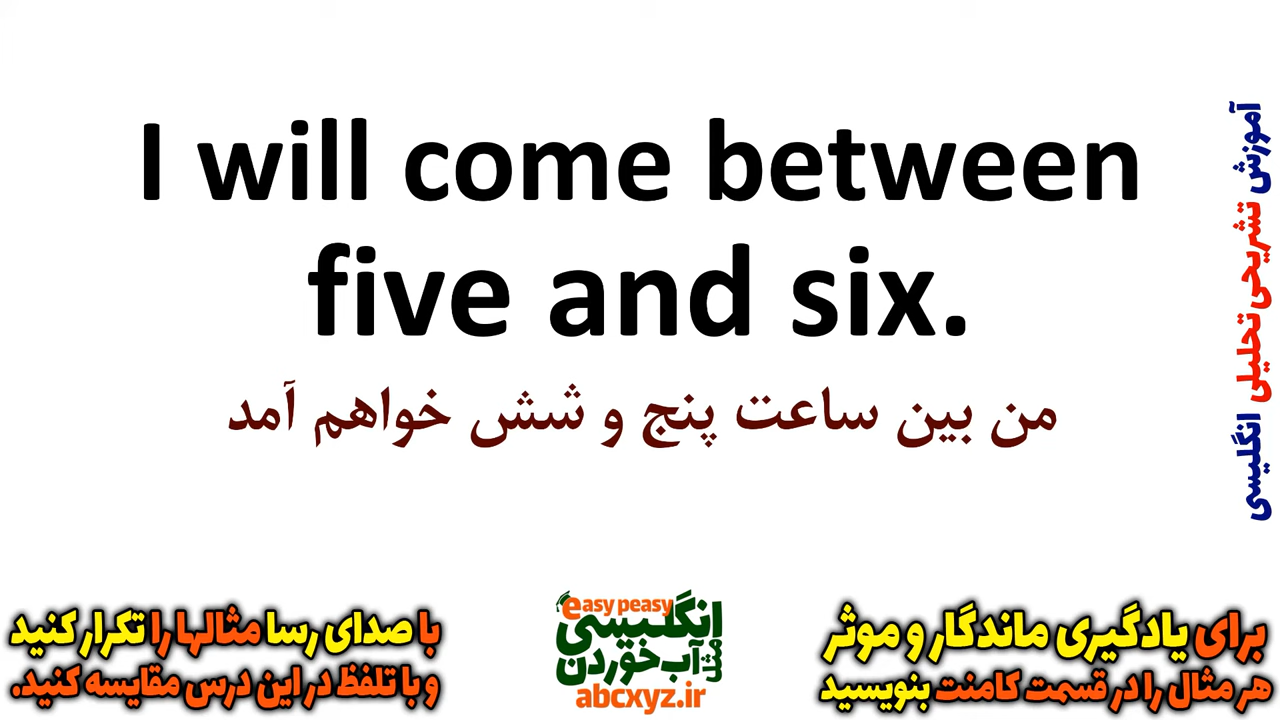 I will come between
five and six.
من بین ساعت پنج و شش خواهم آمد
آموزش تشریحی تحلیلی انگلیسی
با صدای رسا مثالها را تکرار کنید
و با تلفظ در این درس مقایسه کنید.
easy peasy
انگلیسی
مثل آب خوردن
abcxyz.ir
برای یادگیری ماندگار و موثر
هر مثال را در قسمت کامنت بنویسید